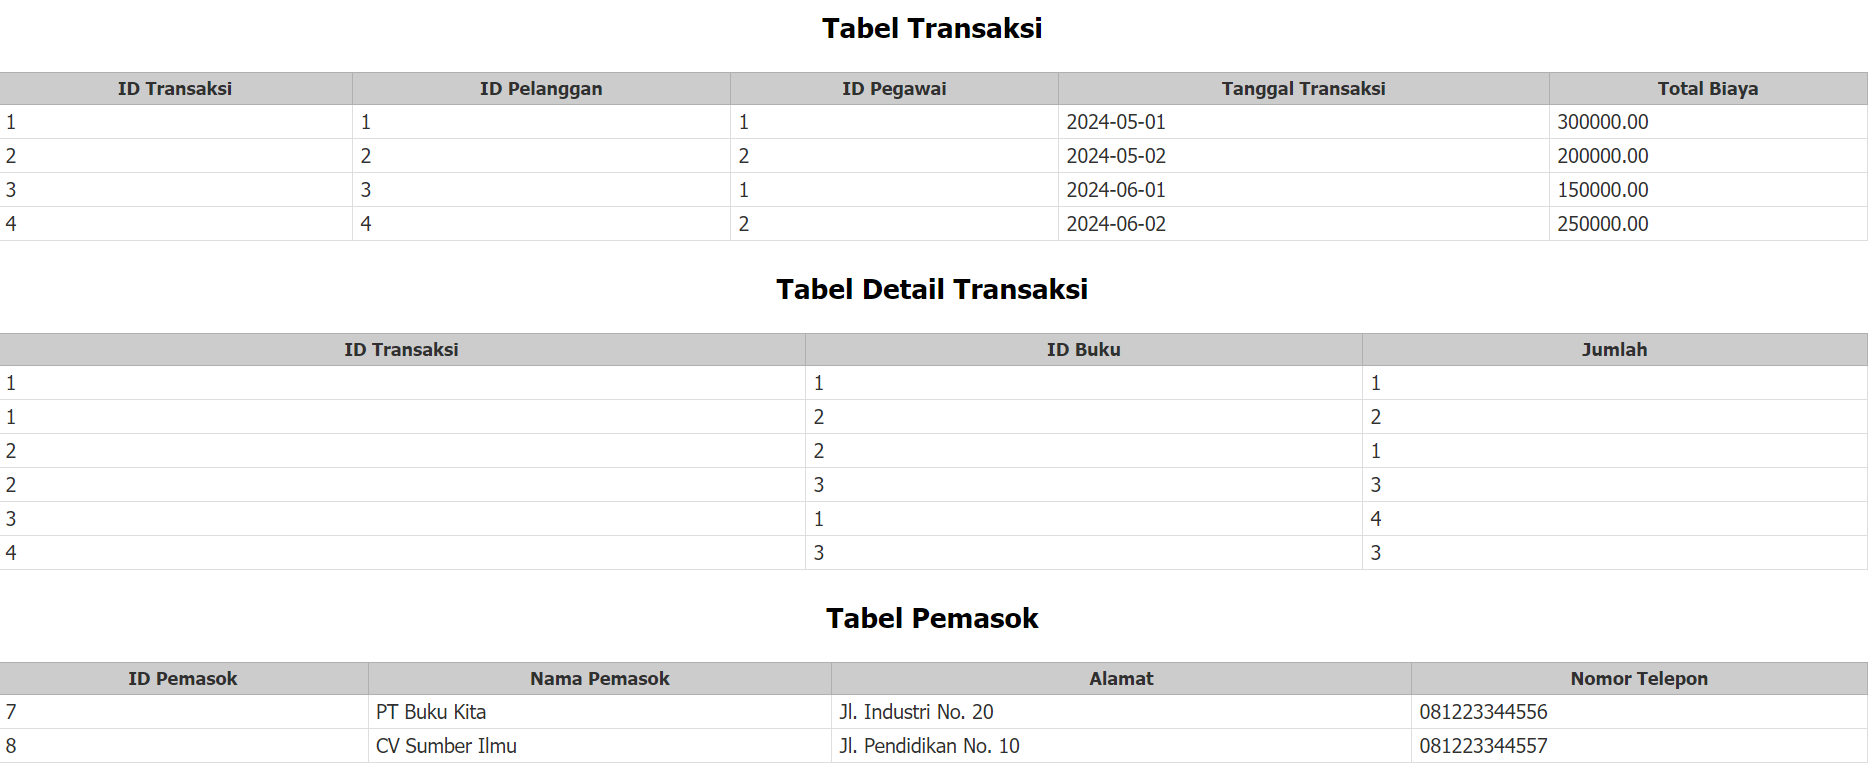 Tabel Transaksi
ID Transaksi ID Pelanggan ID Pegawai Tanggal Transaksi Total Biaya
1 1 1 2024-05-01 300000.00
2 2 2 2024-05-02 200000.00
3 3 1 2024-06-01 150000.00
4 4 2 2024-06-02 250000.00
Tabel Detail Transaksi
ID Transaksi ID Buku Jumlah
1 1 1
1 2 2
2 2 1
2 3 3
3 1 4
4 3 3
Tabel Pemasok
ID Pemasok Nama Pemasok Alamat Nomor Telepon
7 PT Buku Kita Jl. Industri No. 20 081223344556
8 CV Sumber Ilmu Jl. Pendidikan No. 10 081223344557